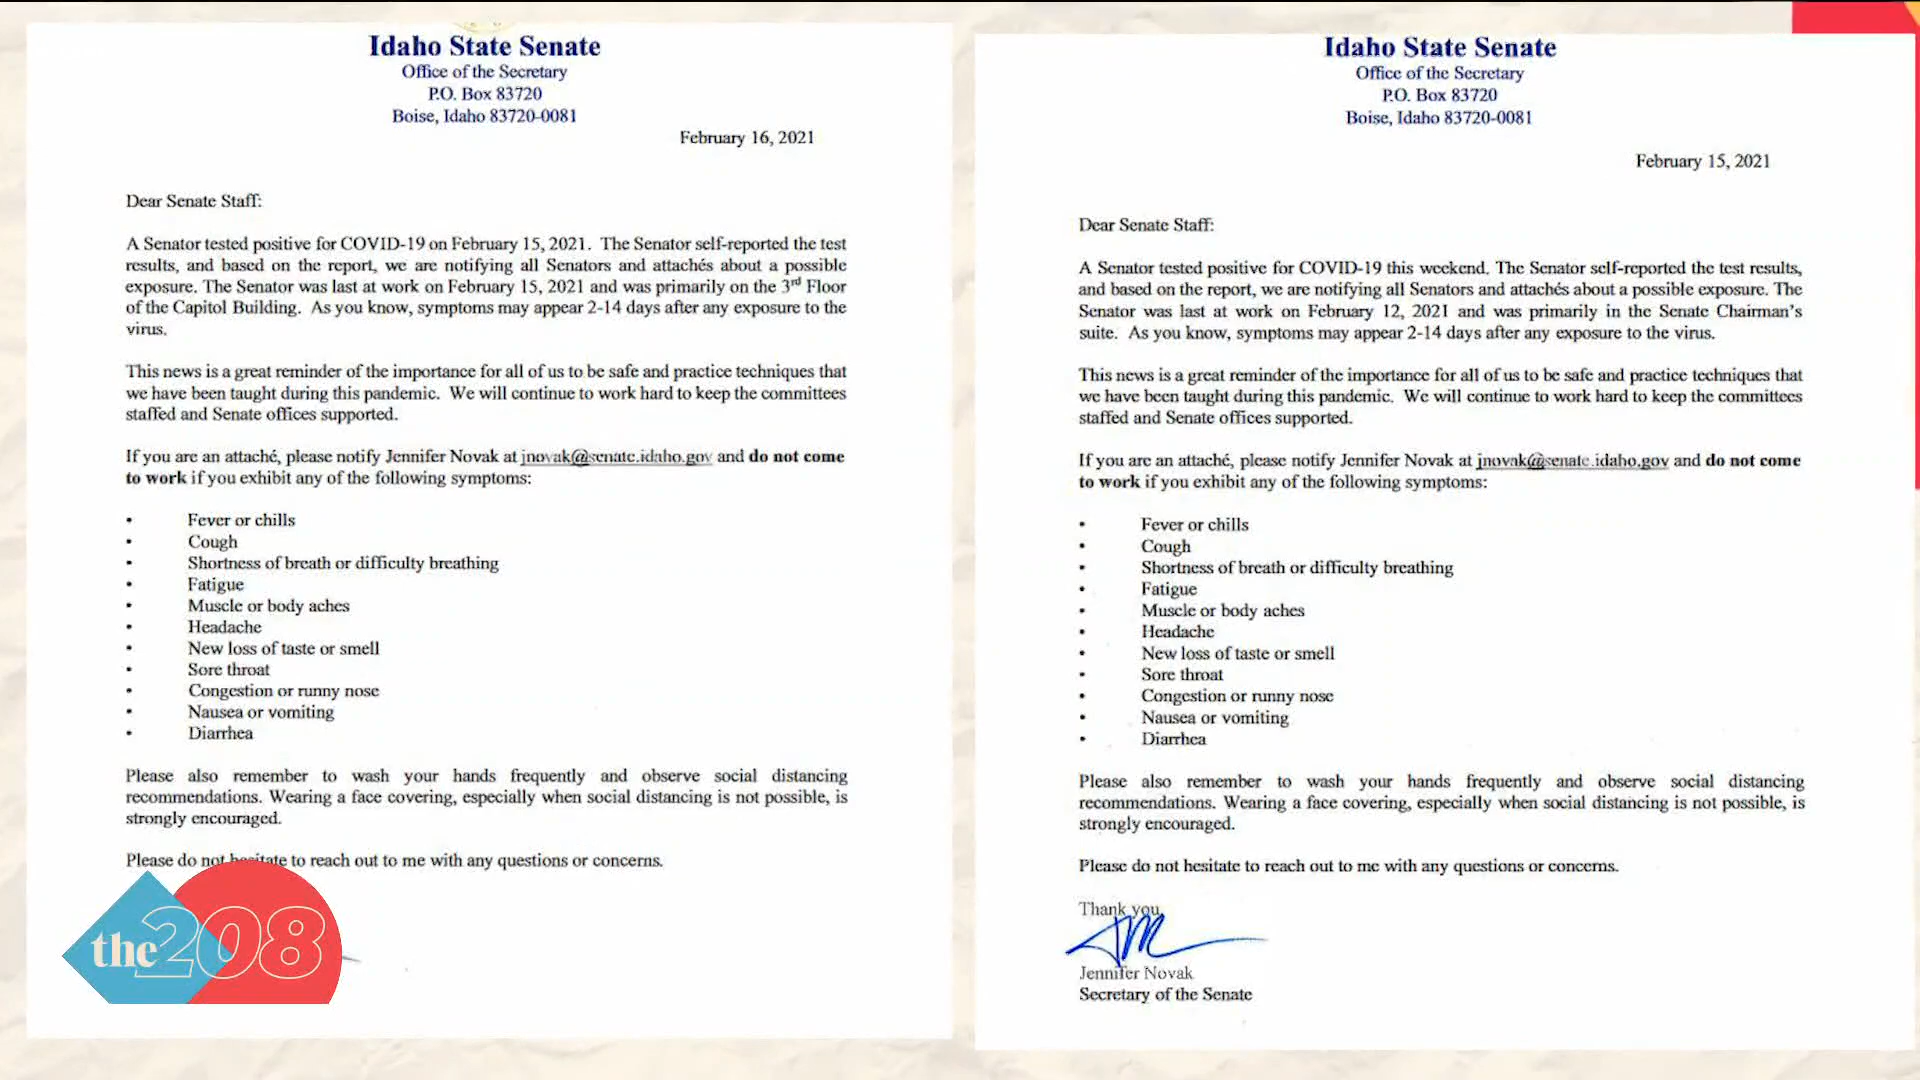 Idaho State Senate
Office of the Secretary
P.O. Box 83720
Boise, Idaho 83720-0081
February 16, 2021
Dear Senate Staff:
A Senator tested positive for COVID-19 on February 15, 2021. The Senator self-reported the test
results, and based on the report, we are notifying all Senators and attachés about a possible
exposure. The Senator was last at work on February 15, 2021 and was primarily on the 3rd Floor
of the Capitol Building. As you know, symptoms may appear 2-14 days after any exposure to the
virus.
This news is a great reminder of the importance for all of us to be safe and practice techniques that
we have been taught during this pandemic. We will continue to work hard to keep the committees
staffed and Senate offices supported.
If you are an attaché, please notify Jennifer Novak at jnovak@senate.idaho.gov and do not come
to work if you exhibit any of the following symptoms:
• Fever or chills
• Cough
• Shortness of breath or difficulty breathing
• Fatigue
• Muscle or body aches
• Headache
• New loss of taste or smell
• Sore throat
• Congestion or runny nose
• Nausea or vomiting
• Diarrhea
Please also remember to wash your hands frequently and observe social distancing
recommendations. Wearing a face covering, especially when social distancing is not possible, is
strongly encouraged.
Please do not hesitate to reach out to me with any questions or concerns.
the 208
Idaho State Senate
Office of the Secretary
P.O. Box 83720
Boise, Idaho 83720-0081
February 15, 2021
Dear Senate Staff:
A Senator tested positive for COVID-19 this weekend. The Senator self-reported the test results,
and based on the report, we are notifying all Senators and attachés about a possible exposure. The
Senator was last at work on February 12, 2021 and was primarily in the Senate Chairman's
suite. As you know, symptoms may appear 2-14 days after any exposure to the virus.
This news is a great reminder of the importance for all of us to be safe and practice techniques that
we have been taught during this pandemic. We will continue to work hard to keep the committees
staffed and Senate offices supported.
If you are an attaché, please notify Jennifer Novak at jnovak@senate.idaho.gov and do not come
to work if you exhibit any of the following symptoms:
• Fever or chills
• Cough
• Shortness of breath or difficulty breathing
• Fatigue
• Muscle or body aches
• Headache
• New loss of taste or smell
• Sore throat
• Congestion or runny nose
• Nausea or vomiting
• Diarrhea
Please also remember to wash your hands frequently and observe social distancing
recommendations. Wearing a face covering, especially when social distancing is not possible, is
strongly encouraged.
Please do not hesitate to reach out to me with any questions or concerns.
Thank you,
Jennifer Novak
Secretary of the Senate